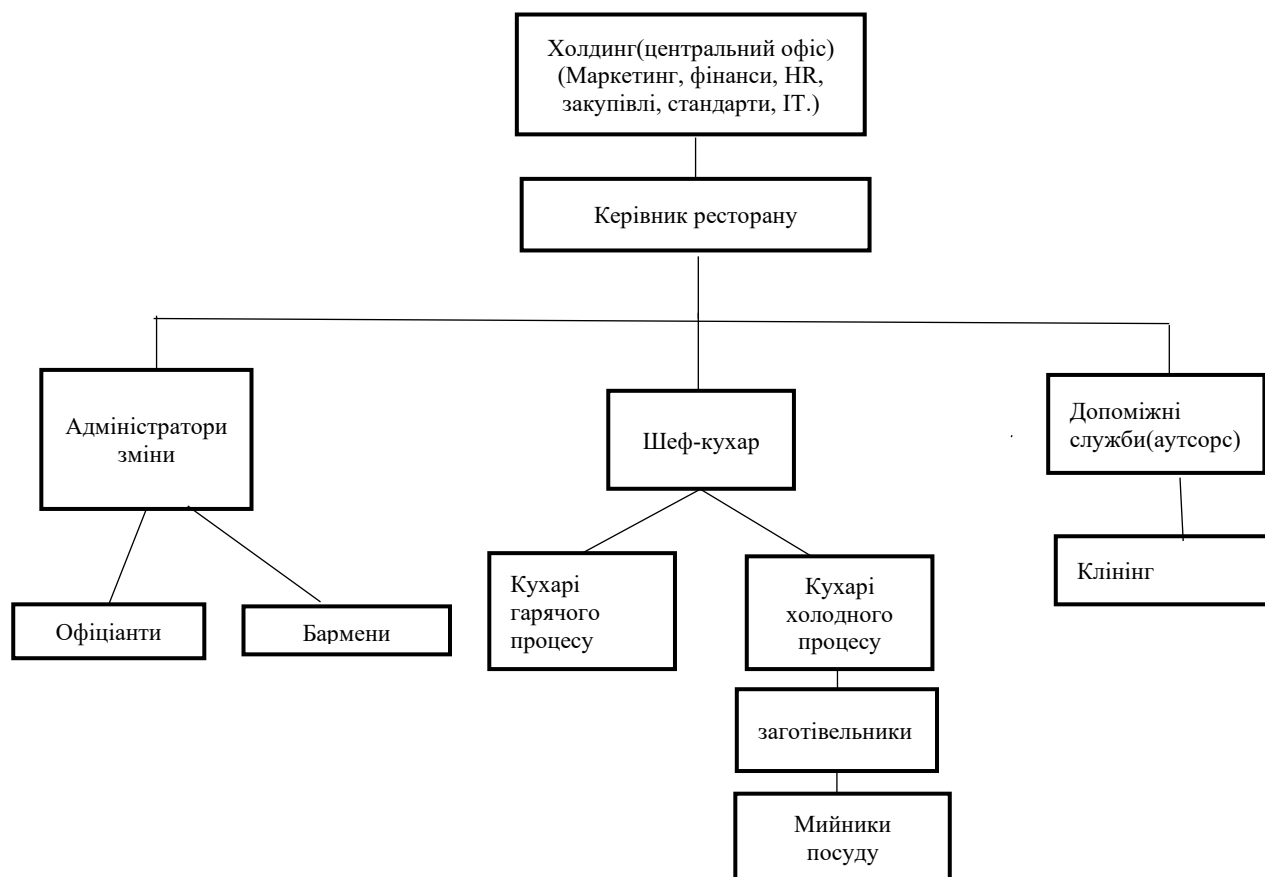 Холдинг(центральний офіс)
(Маркетинг, фінанси, HR,
закупівлі, стандарти, IT.)
Керівник ресторану
Адміністратори
зміни
Шеф-кухар
Допоміжні
служби(аутсорс)
Офіціанти
Бармени
Кухарі
гарячого
процесу
Кухарі
холодного
процесу
Клінінг
заготівельники
Мийники
посуду